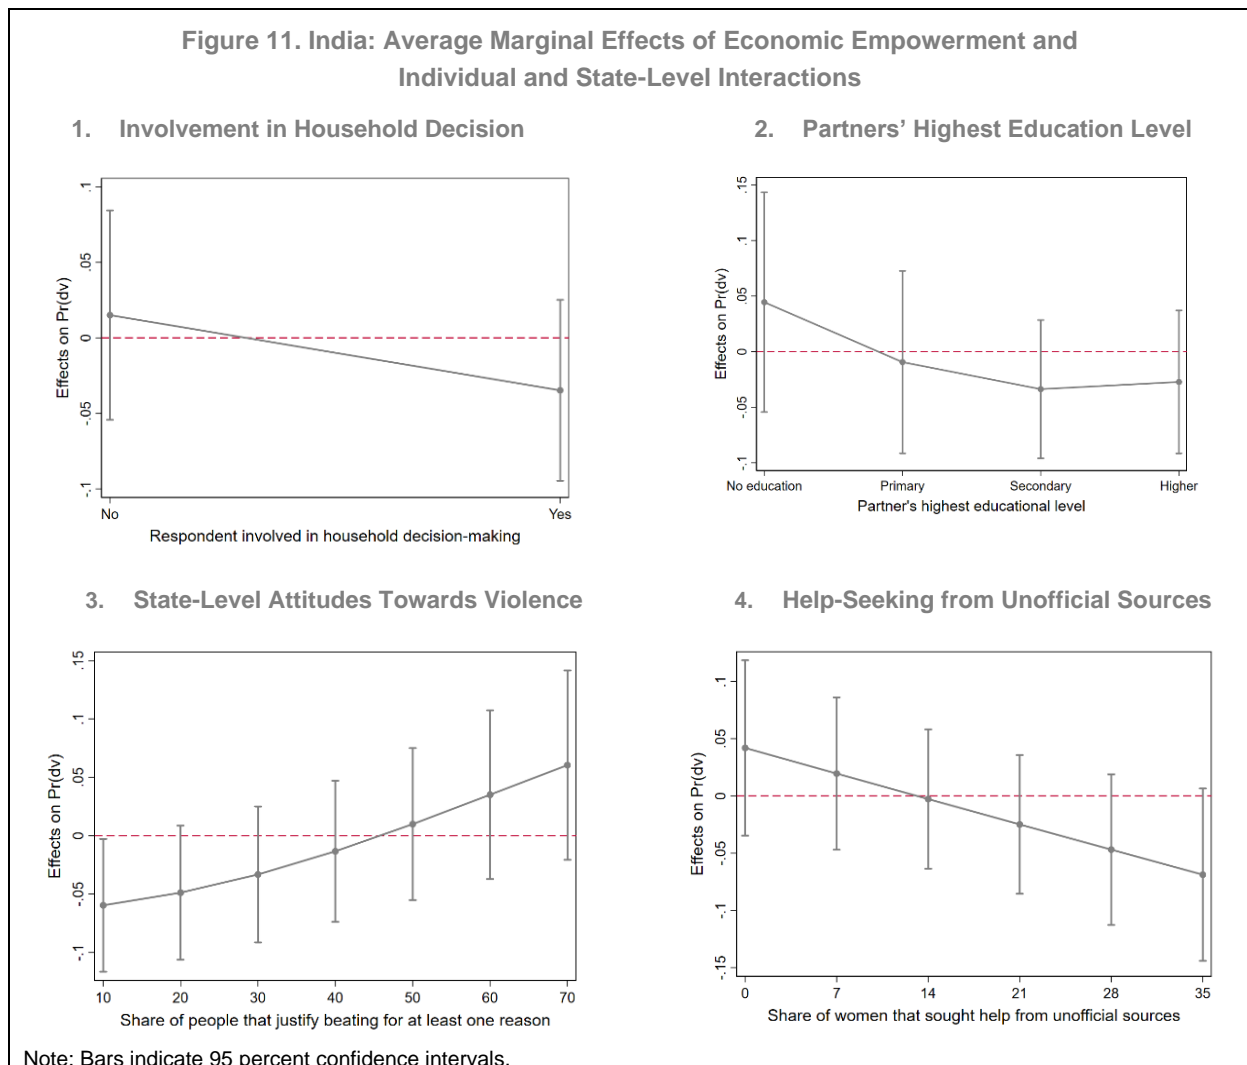 Figure 11. India: Average Marginal Effects of Economic Empowerment and
Individual and State-Level Interactions
1. Involvement in Household Decision
Effects on Pr(dv)
.1
.05
0
-.05
-.1
No
Yes
Respondent involved in household decision-making
2. Partners’ Highest Education Level
Effects on Pr(dv)
.15
.1
.05
0
-.05
-.1
No education
Primary
Secondary
Higher
Partner's highest educational level
3. State-Level Attitudes Towards Violence
Effects on Pr(dv)
.15
.1
.05
0
-.05
-.1
10
20
30
40
50
60
70
Share of people that justify beating for at least one reason
4. Help-Seeking from Unofficial Sources
Effects on Pr(dv)
.1
.05
0
-.05
-.1
-.15
0
7
14
21
28
35
Share of women that sought help from unofficial sources
Note: Bars indicate 95 percent confidence intervals.